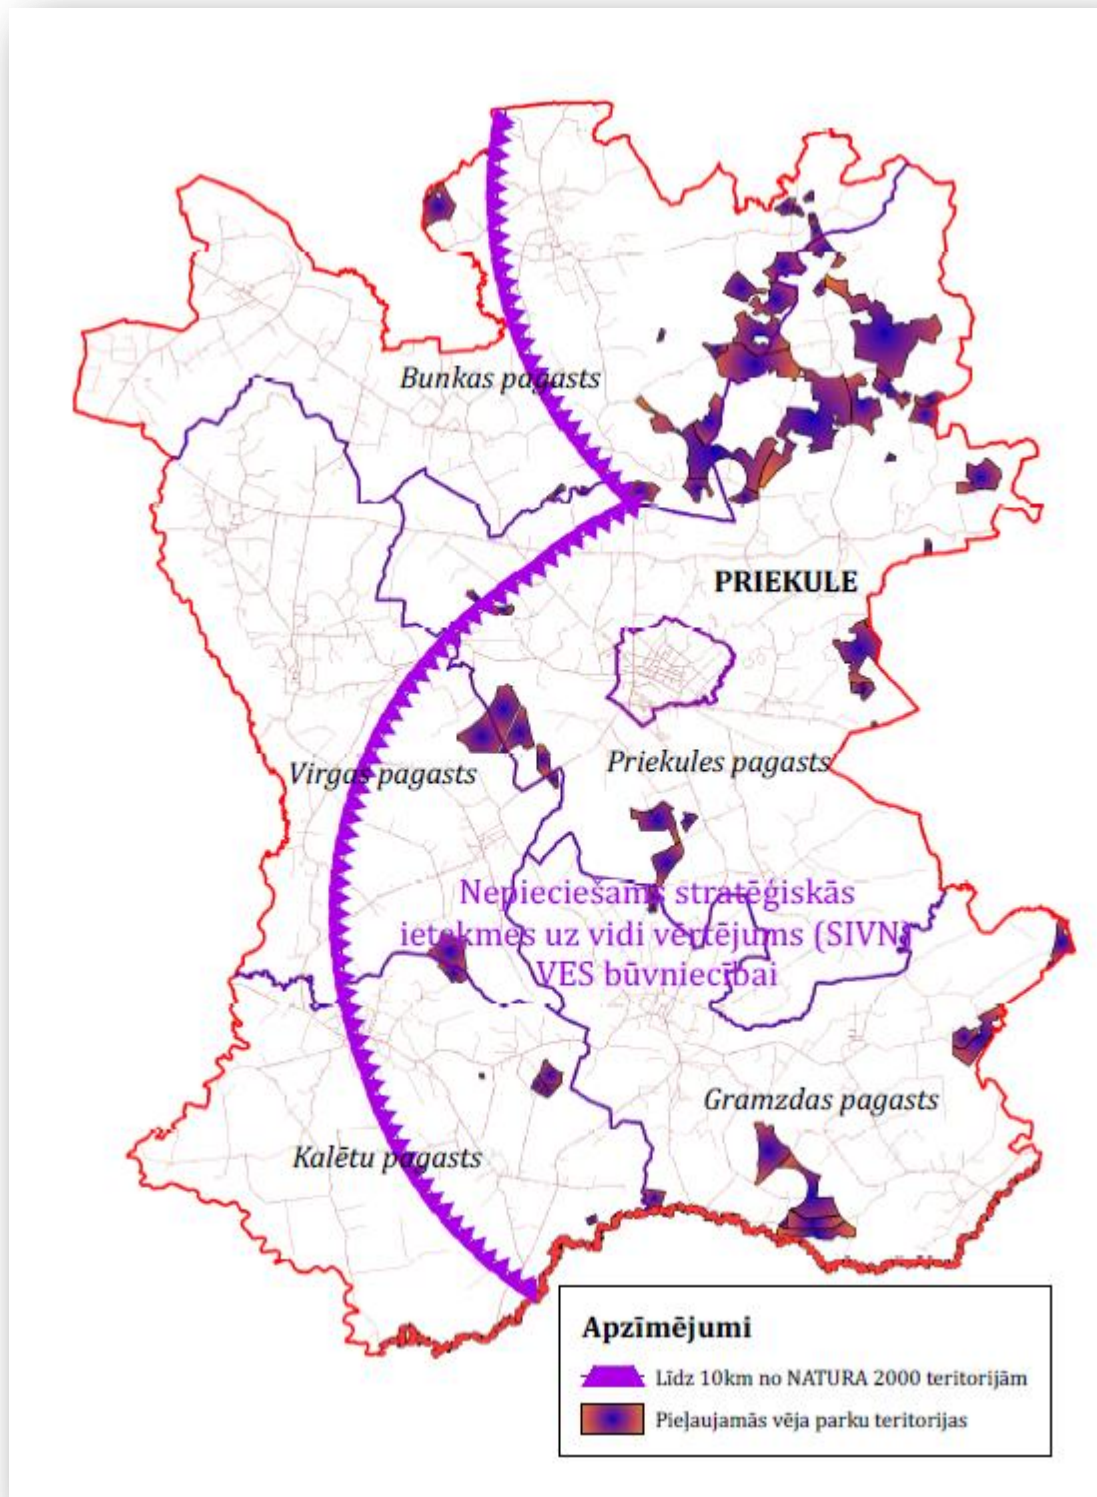 Bunkas pagasts
PRIEKULE
Virgas pagasts
Priekules pagasts
Nepieciešams stratēģiskās
ietekmes uz vidi vērtējums (SIVN)
VES būvniecībai
Gramzdas pagasts
Kalētu pagasts
Apzīmējumi
Līdz 10km no NATURA 2000 teritorijām
Pieļaujamās vēja parku teritorijas